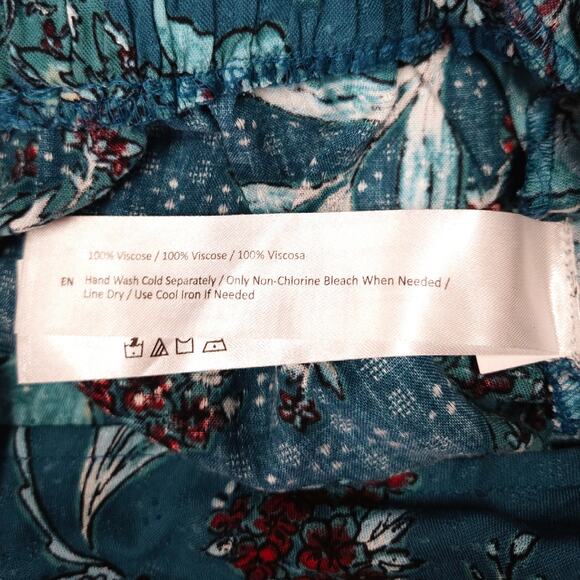 100% Viscose / 100% Viscose / 100% Viscosa
EN Hand Wash Cold Separately / Only Non-Chlorine Bleach When Needed /
Line Dry / Use Cool Iron If Needed